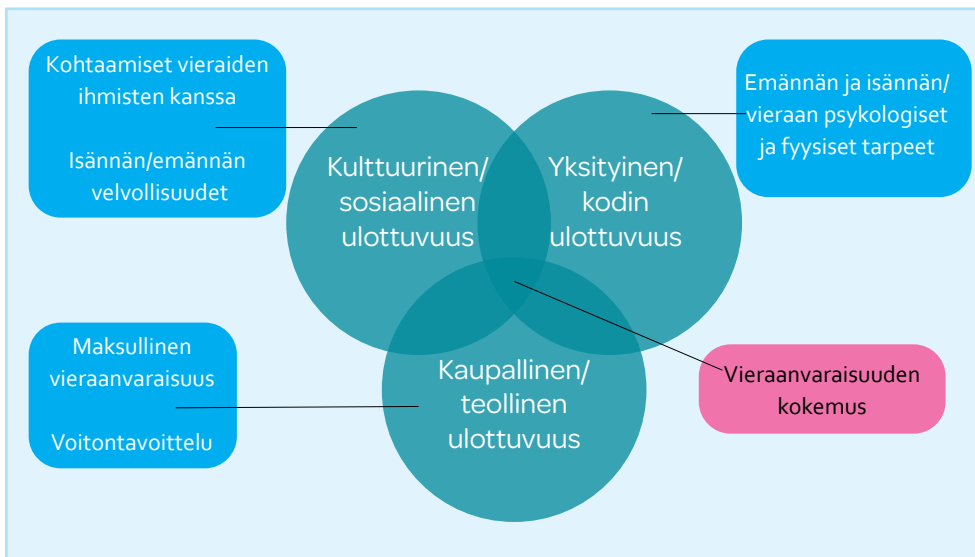 Kohtaamiset vieraiden
ihmisten kanssa
Isännän/emännän
velvollisuudet
Emännän ja isännän/
vieraan psykologiset
ja fyysiset tarpeet
Kulttuurinen/
sosiaalinen
ulottuvuus
Yksityinen/
kodin
ulottuvuus
Maksullinen
vieraanvaraisuus
Voitontavoittelu
Kaupallinen/
teollinen
ulottuvuus
Vieraanvaraisuuden
kokemus